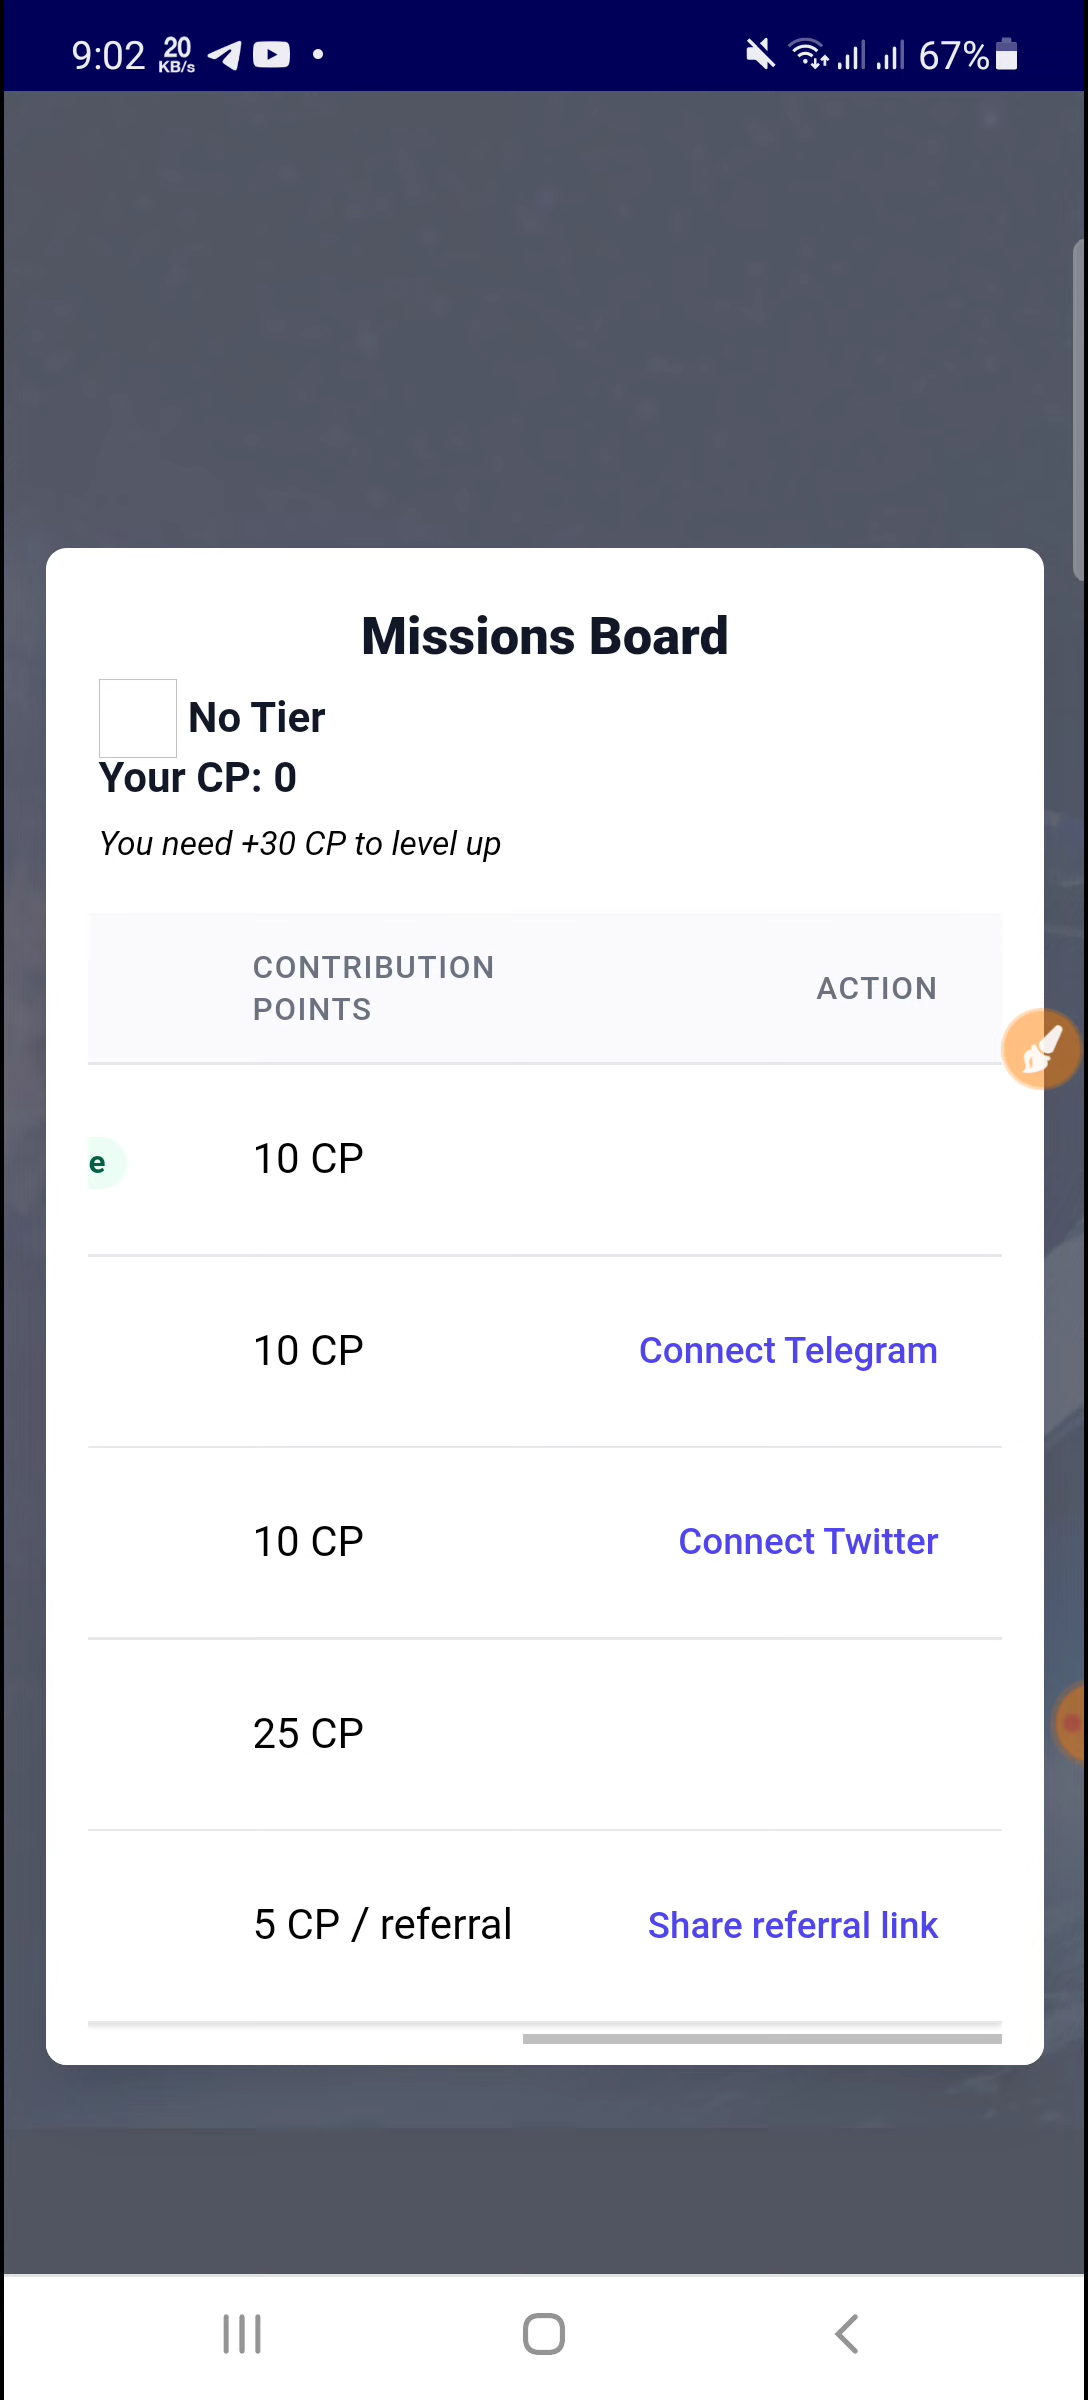 9:02 20 KB/s 67%
Missions Board
No Tier
Your CP: 0
You need +30 CP to level up
CONTRIBUTION POINTS ACTION
e 10 CP
10 CP Connect Telegram
10 CP Connect Twitter
25 CP
5 CP / referral Share referral link